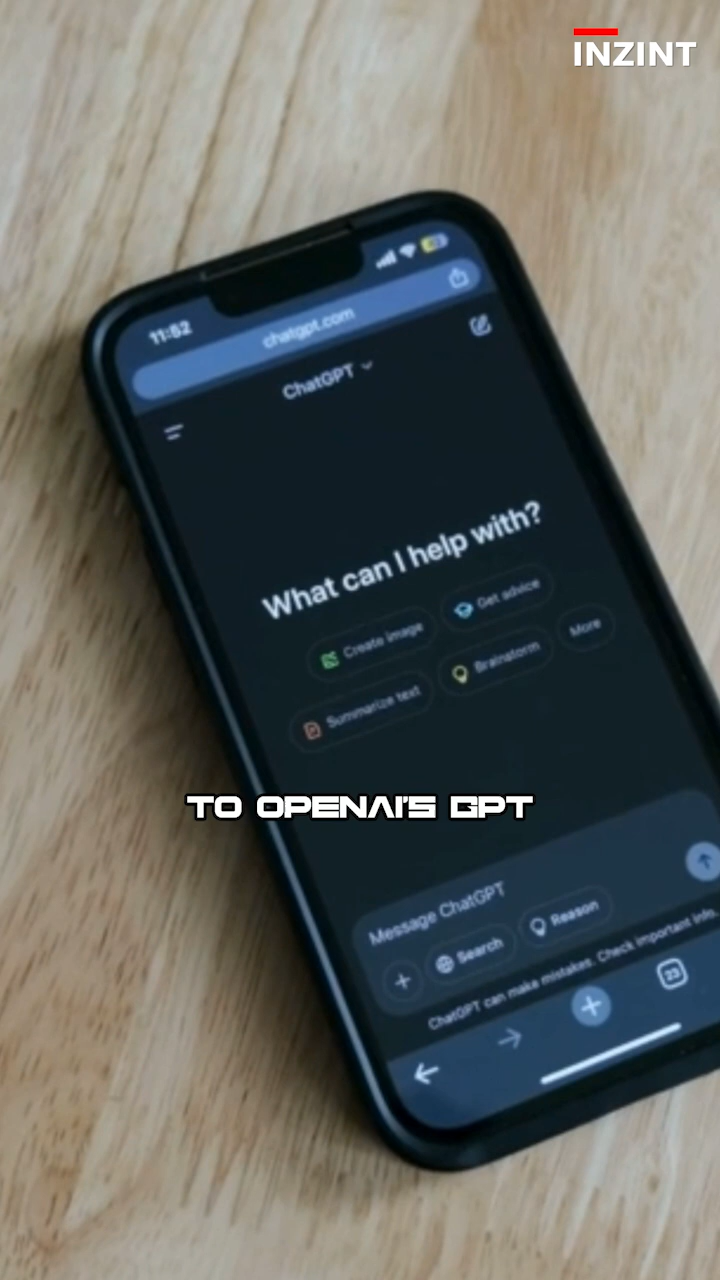 INZINT
11:52
chatgpt.com
ChatGPT
What can I help with?
Create image
Get advice
Summarize text
Brainstorm
More
TO OPENAI'S GPT
Message ChatGPT
Search
Reason
ChatGPT can make mistakes. Check important info.
23